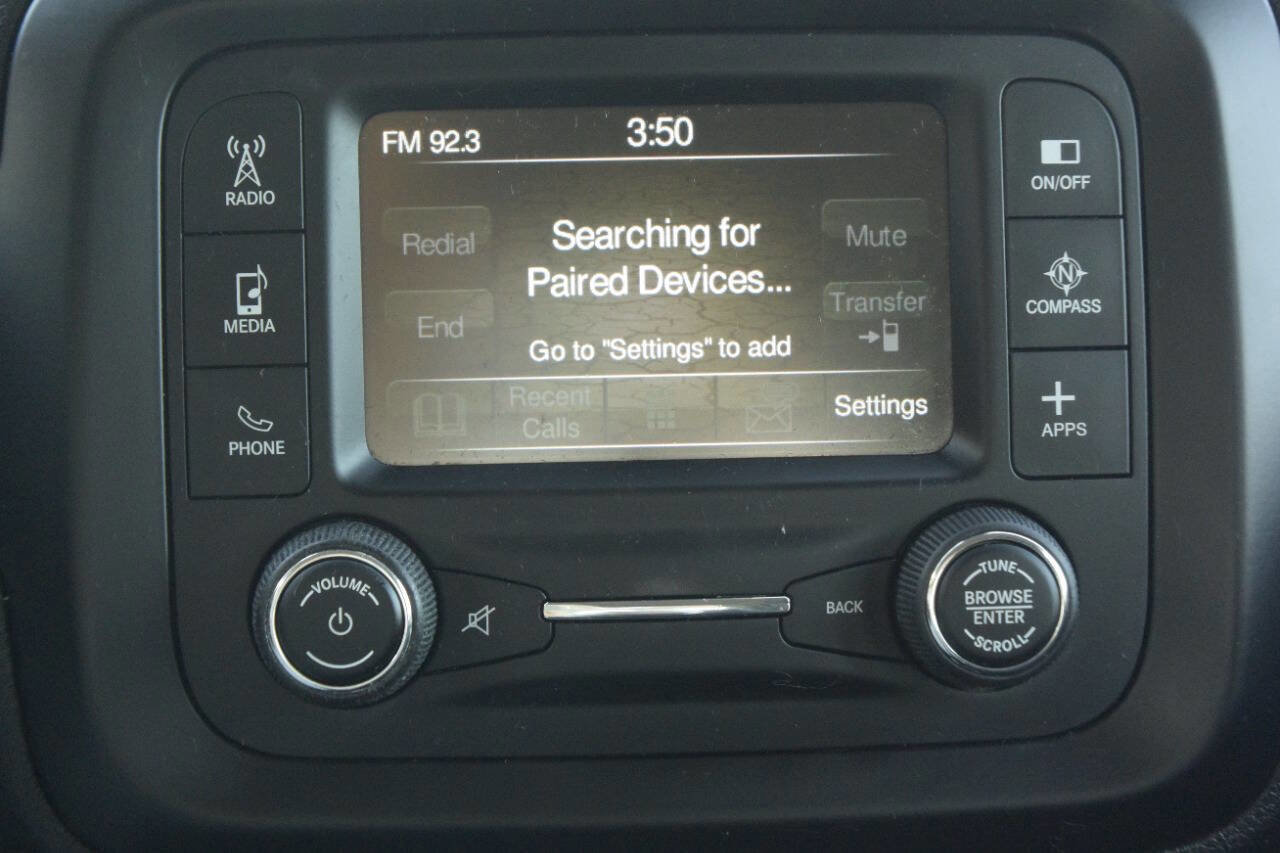 FM 92.3
3:50
Redial
Searching for
Paired Devices...
Mute
End
Transfer
Go to "Settings" to add
Recent
Calls
Settings
RADIO
MEDIA
PHONE
ON/OFF
N
COMPASS
APPS
VOLUME
BACK
TUNE
BROWSE
ENTER
SCROLL